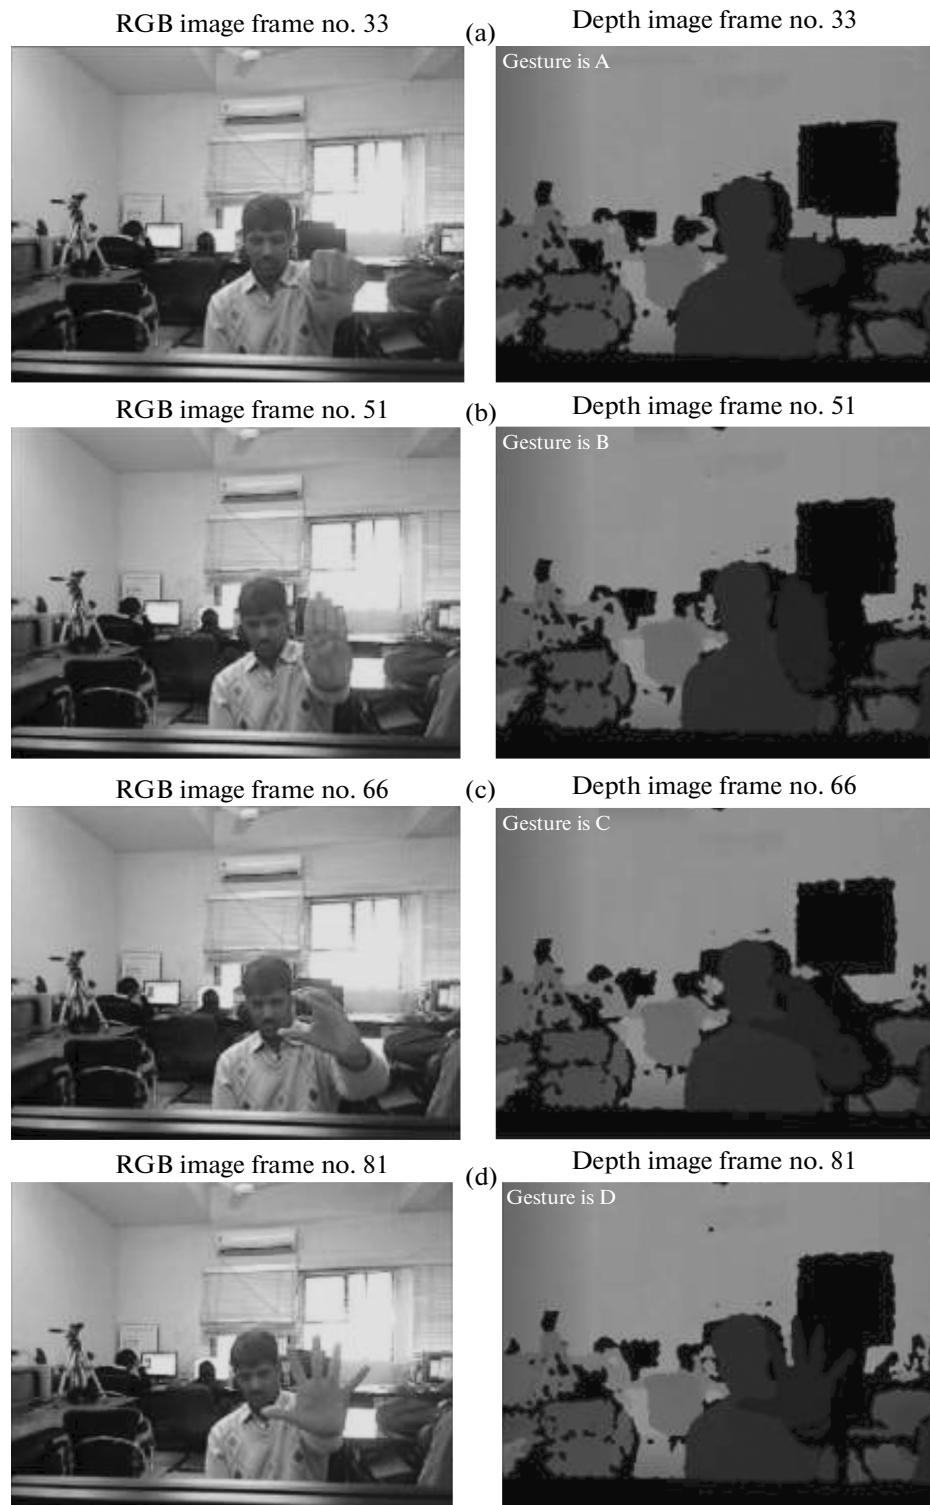 RGB image frame no. 33
(a)
Depth image frame no. 33
Gesture is A
RGB image frame no. 51
(b)
Depth image frame no. 51
Gesture is B
RGB image frame no. 66
(c)
Depth image frame no. 66
Gesture is C
RGB image frame no. 81
(d)
Depth image frame no. 81
Gesture is D